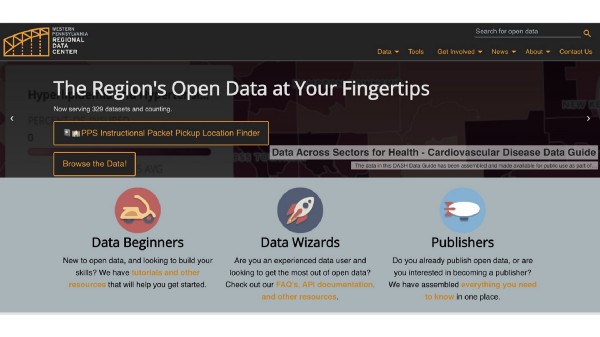 WESTERN
PENNSYLVANIA
REGIONAL
DATA
CENTER
Search for open data
Data Tools Get Involved News About Contact Us
The Region's Open Data at Your Fingertips
Now serving 329 datasets and counting.
PPS Instructional Packet Pickup Location Finder
Data Across Sectors for Health - Cardiovascular Disease Data Guide
Browse the Data!
The data in this DASH Data Guide has been assembled and made available for public use as part of...
Data Beginners
New to open data, and looking to build your
skills? We have tutorials and other
resources that will help you get started.
Data Wizards
Are you an experienced data user and
looking to get the most out of open data?
Check out our FAQ's, API documentation,
and other resources.
Publishers
Do you already publish open data, or are
you interested in becoming a publisher?
We have assembled everything you need
to know in one place.